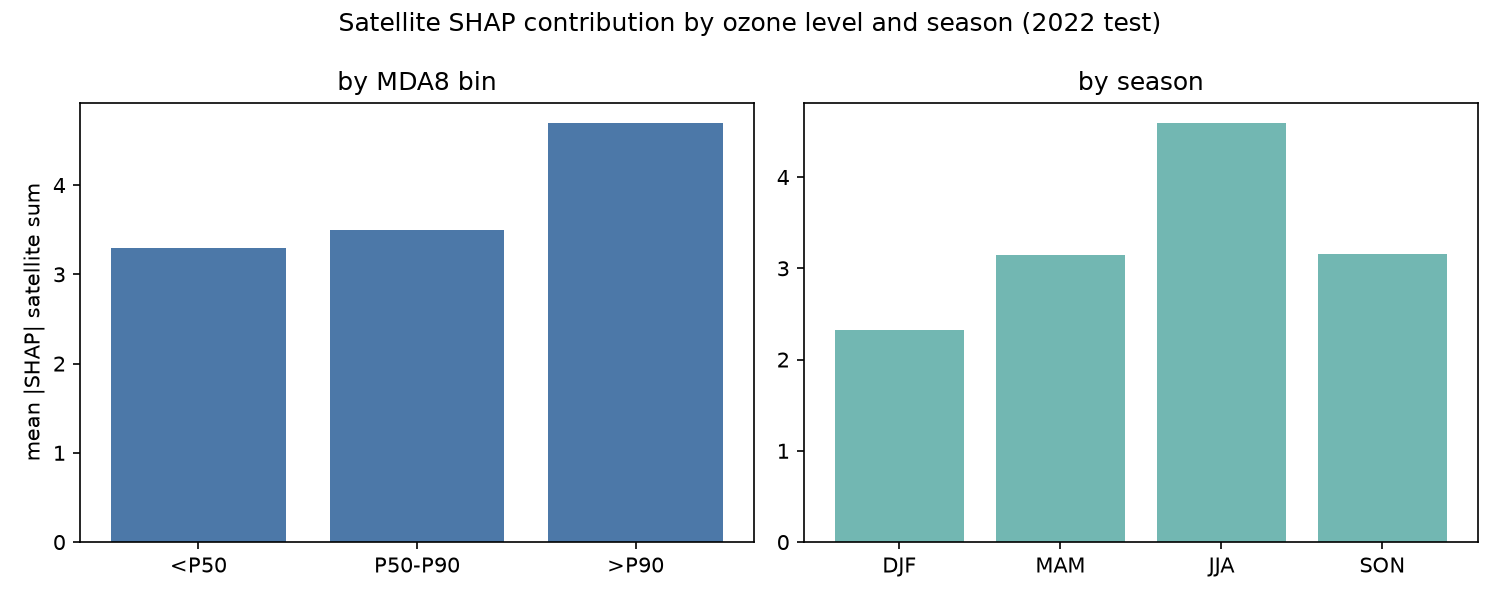 Satellite SHAP contribution by ozone level and season (2022 test)
by MDA8 bin
mean |SHAP| satellite sum
4
3
2
1
0
<P50
P50-P90
>P90
by season
4
3
2
1
0
DJF
MAM
JJA
SON